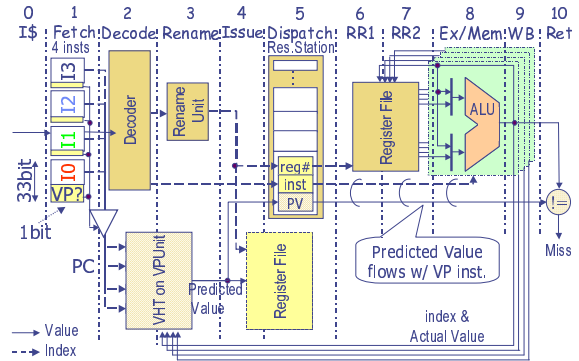 0 1 2 3 4 5 6 7 8 9 10
I$ Fetch Decode Rename Issue Dispatch RR1 RR2 Ex/Mem WB Ret
4 insts
Res.Station
I3
I2
I1
I0
VP?
33bit
1bit
Decoder
Rename
Unit
req#
inst
PV
Register File
ALU
!=
Miss
Predicted Value
flows w/ VP inst.
PC
VHT on VPUnit
Predicted
Value
Register File
index &
Actual Value
Value
Index